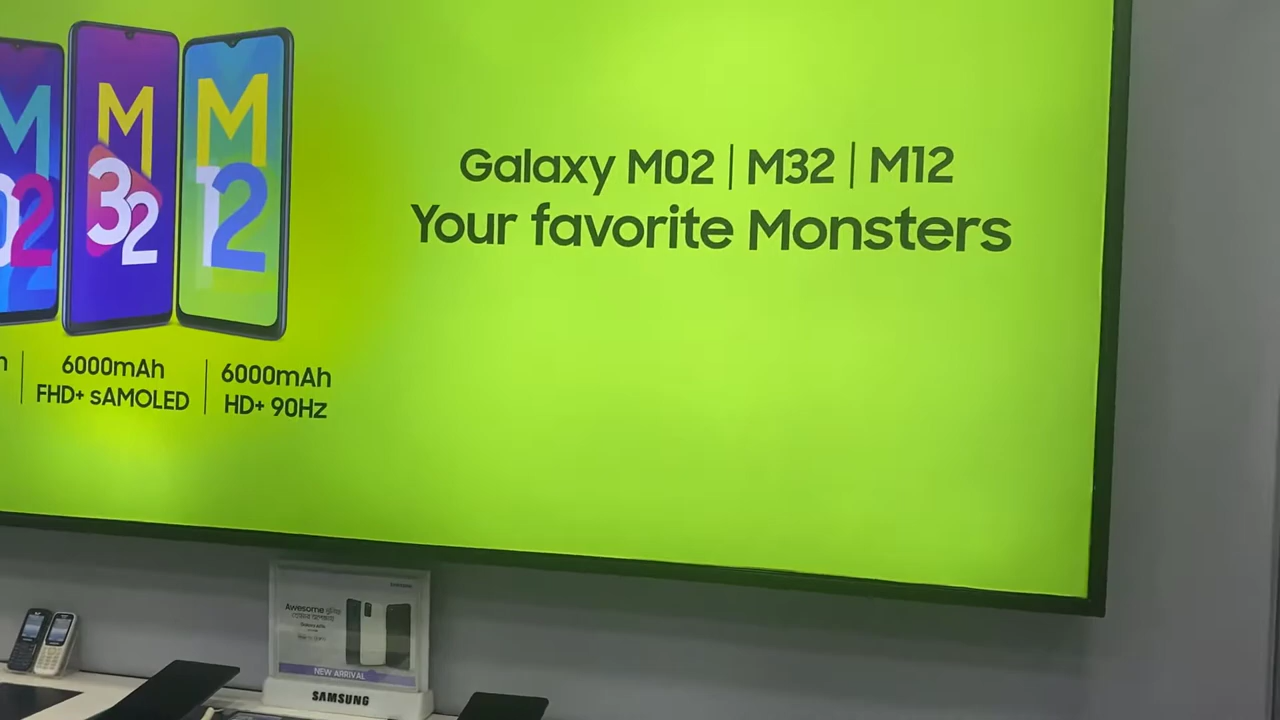 M
02
M
32
M
12
Galaxy M02 | M32 | M12
Your favorite Monsters
6000mAh
FHD+ sAMOLED
6000mAh
HD+ 90Hz
Awesome
NEW ARRIVAL
SAMSUNG